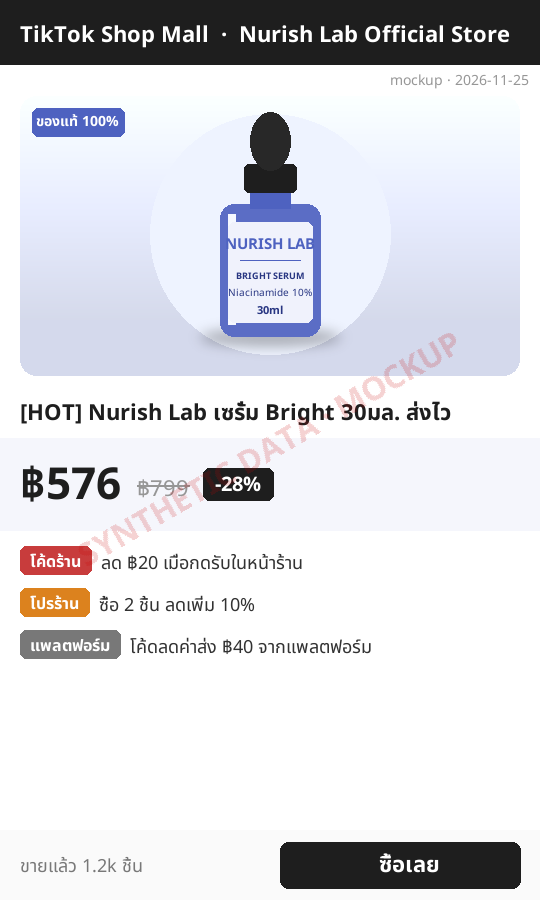 TikTok Shop Mall · Nurish Lab Official Store
mockup · 2026-11-25
ของแท้ 100%
NURISH LAB
BRIGHT SERUM
Niacinamide 10%
30ml
[HOT] Nurish Lab เซรั่ม Bright 30มล. ส่งไว
฿576 ฿799 -28%
SYNTHETIC DATA · MOCKUP
โค้ดร้าน ลด ฿20 เมื่อกดรับในหน้าร้าน
โปรร้าน ซื้อ 2 ชิ้น ลดเพิ่ม 10%
แพลตฟอร์ม โค้ดลดค่าส่ง ฿40 จากแพลตฟอร์ม
ขายแล้ว 1.2k ชิ้น
ซื้อเลย